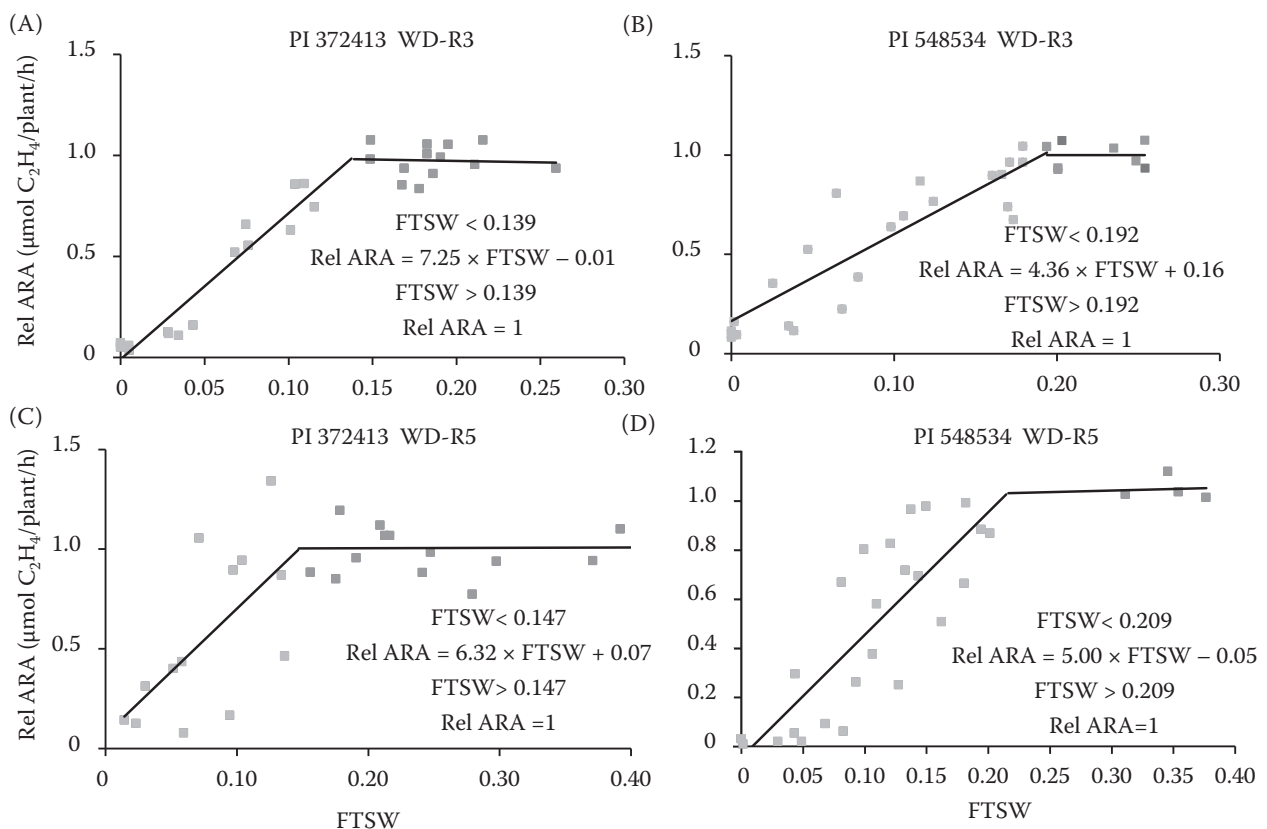 (A)
PI 372413 WD-R3
Rel ARA (μmol C₂H₄/plant/h)
1.5
1.0
0.5
0
FTSW < 0.139
Rel ARA = 7.25 × FTSW – 0.01
FTSW > 0.139
Rel ARA = 1
0 0.05 0.10 0.15 0.20 0.25 0.30
(B)
PI 548534 WD-R3
1.5
1.0
0.5
0
FTSW< 0.192
Rel ARA = 4.36 × FTSW + 0.16
FTSW> 0.192
Rel ARA = 1
0 0.10 0.20 0.30
(C)
PI 372413 WD-R5
Rel ARA (μmol C₂H₄/plant/h)
1.5
1.0
0.5
0
FTSW< 0.147
Rel ARA = 6.32 × FTSW + 0.07
FTSW> 0.147
Rel ARA =1
0 0.10 0.20 0.30 0.40
FTSW
(D)
PI 548534 WD-R5
1.2
1.0
0.8
0.6
0.4
0.2
0
FTSW< 0.209
Rel ARA = 5.00 × FTSW – 0.05
FTSW > 0.209
Rel ARA=1
0 0.05 0.10 0.15 0.20 0.25 0.30 0.35 0.40
FTSW